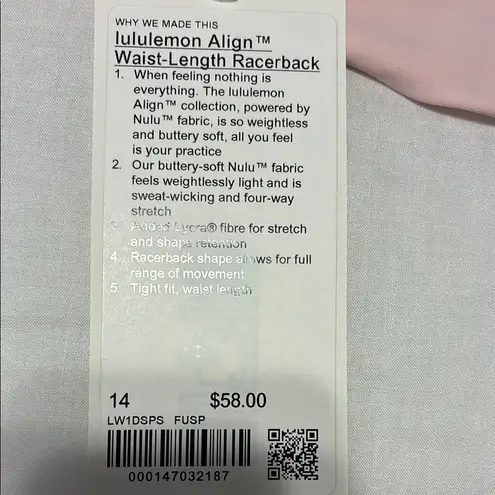 WHY WE MADE THIS
lululemon Align™
Waist-Length Racerback
1. When feeling nothing is
everything. The lululemon
Align™ collection, powered by
Nulu™ fabric, is so weightless
and buttery soft, all you feel
is your practice
2. Our buttery-soft Nulu™ fabric
feels weightlessly light and is
sweat-wicking and four-way
stretch
3. Added Lycra® fibre for stretch
and shape retention
4. Racerback shape allows for full
range of movement
5. Tight fit, waist length
14 $58.00
LW1DSPS FUSP
000147032187